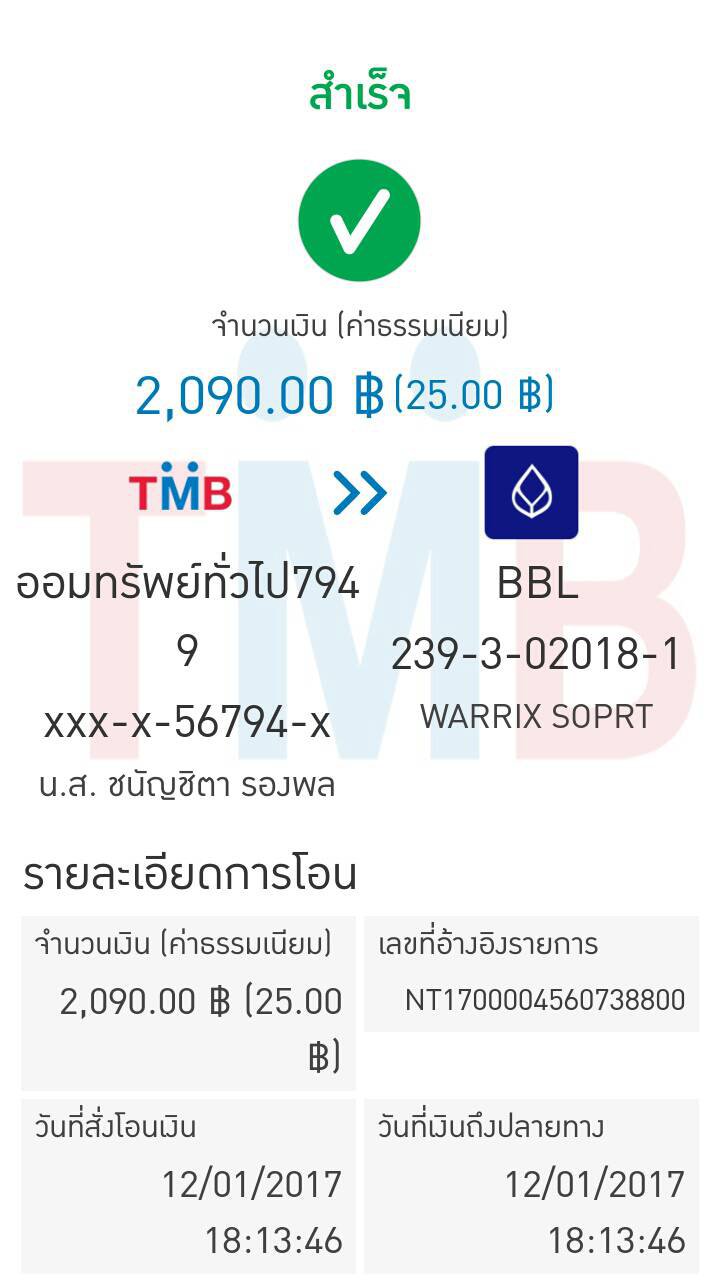 สำเร็จ
จำนวนเงิน (ค่าธรรมเนียม)
2,090.00 ฿ (25.00 ฿)
TMB
ออมทรัพย์ทั่วไป794
9
xxx-x-56794-x
น.ส. ชนัญชิตา รองพล
BBL
239-3-02018-1
WARRIX SOPRT
TMB
รายละเอียดการโอน
จำนวนเงิน (ค่าธรรมเนียม)
2,090.00 ฿ (25.00
฿)
เลขที่อ้างอิงรายการ
NT1700004560738800
วันที่สั่งโอนเงิน
12/01/2017
18:13:46
วันที่เงินถึงปลายทาง
12/01/2017
18:13:46